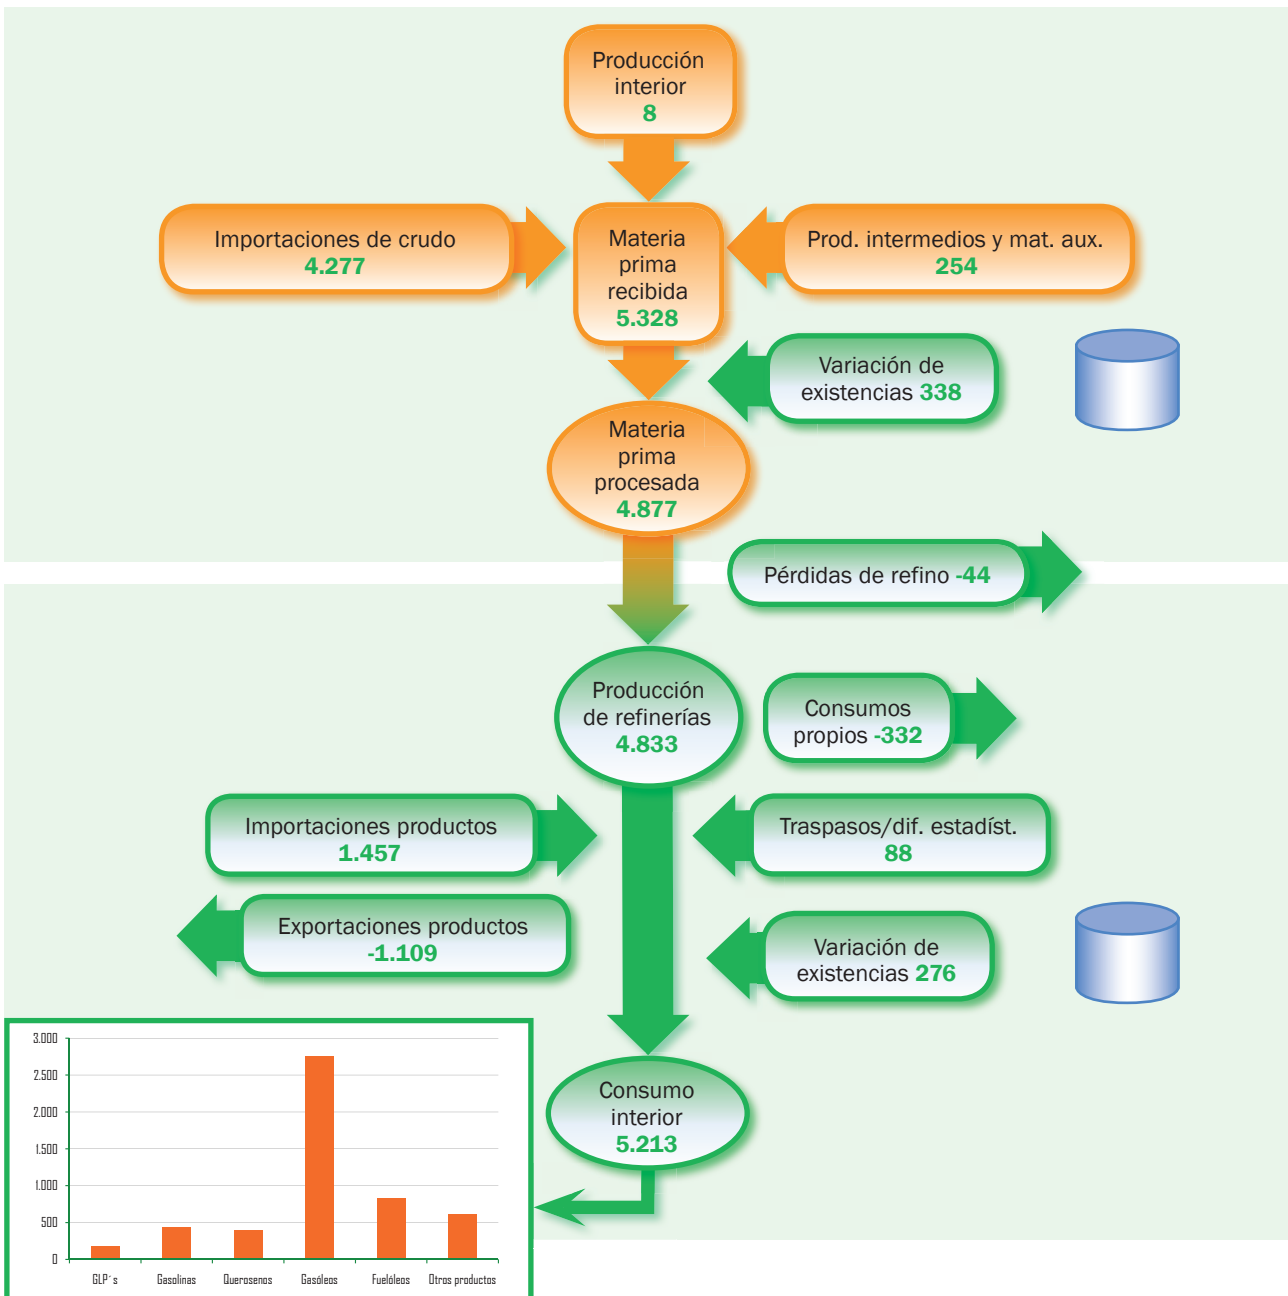 Producción
interior
8
Importaciones de crudo
4.277
Materia
prima
recibida
5.328
Prod. intermedios y mat. aux.
254
Variación de
existencias 338
Materia
prima
procesada
4.877
Pérdidas de refino -44
Producción
de refinerías
4.833
Consumos
propios -332
Importaciones productos
1.457
Traspasos/dif. estadíst.
88
Exportaciones productos
-1.109
Variación de
existencias 276
Consumo
interior
5.213
3.000
2.500
2.000
1.500
1.000
500
0
GLP´s Gasolinas Querosenos Gasóleos Fuelóleos Otros productos